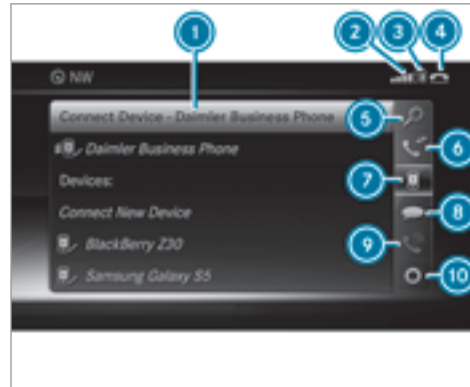 1
2
3
4
NW
Connect Device - Daimler Business Phone
5
Daimler Business Phone
6
Devices:
7
Connect New Device
8
BlackBerry Z30
9
Samsung Galaxy S5
10